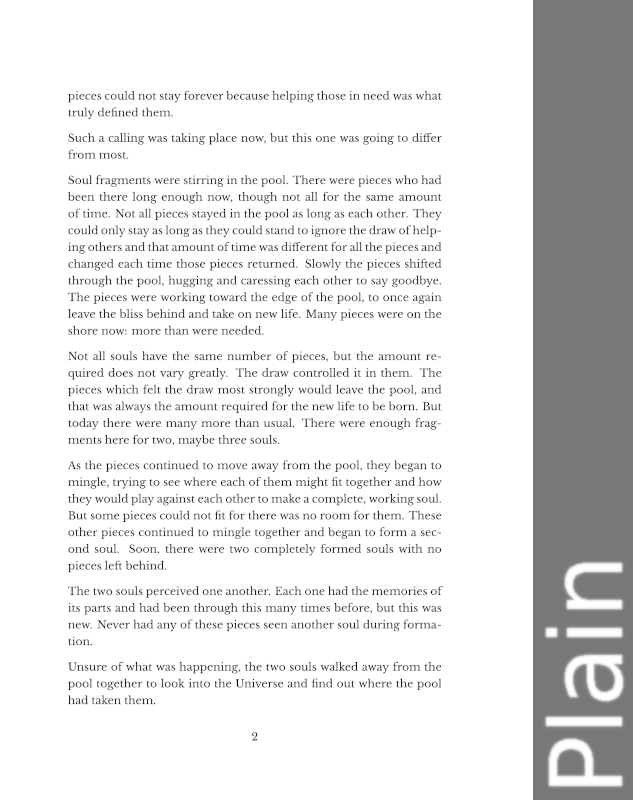 pieces could not stay forever because helping those in need was what
truly defined them.
Such a calling was taking place now, but this one was going to differ
from most.
Soul fragments were stirring in the pool. There were pieces who had
been there long enough now, though not all for the same amount
of time. Not all pieces stayed in the pool as long as each other. They
could only stay as long as they could stand to ignore the draw of help-
ing others and that amount of time was different for all the pieces and
changed each time those pieces returned. Slowly the pieces shifted
through the pool, hugging and caressing each other to say goodbye.
The pieces were working toward the edge of the pool, to once again
leave the bliss behind and take on new life. Many pieces were on the
shore now: more than were needed.
Not all souls have the same number of pieces, but the amount re-
quired does not vary greatly. The draw controlled it in them. The
pieces which felt the draw most strongly would leave the pool, and
that was always the amount required for the new life to be born. But
today there were many more than usual. There were enough frag-
ments here for two, maybe three souls.
As the pieces continued to move away from the pool, they began to
mingle, trying to see where each of them might fit together and how
they would play against each other to make a complete, working soul.
But some pieces could not fit for there was no room for them. These
other pieces continued to mingle together and began to form a sec-
ond soul. Soon, there were two completely formed souls with no
pieces left behind.
The two souls perceived one another. Each one had the memories of
its parts and had been through this many times before, but this was
new. Never had any of these pieces seen another soul during forma-
tion.
Unsure of what was happening, the two souls walked away from the
pool together to look into the Universe and find out where the pool
had taken them.
2
Plain